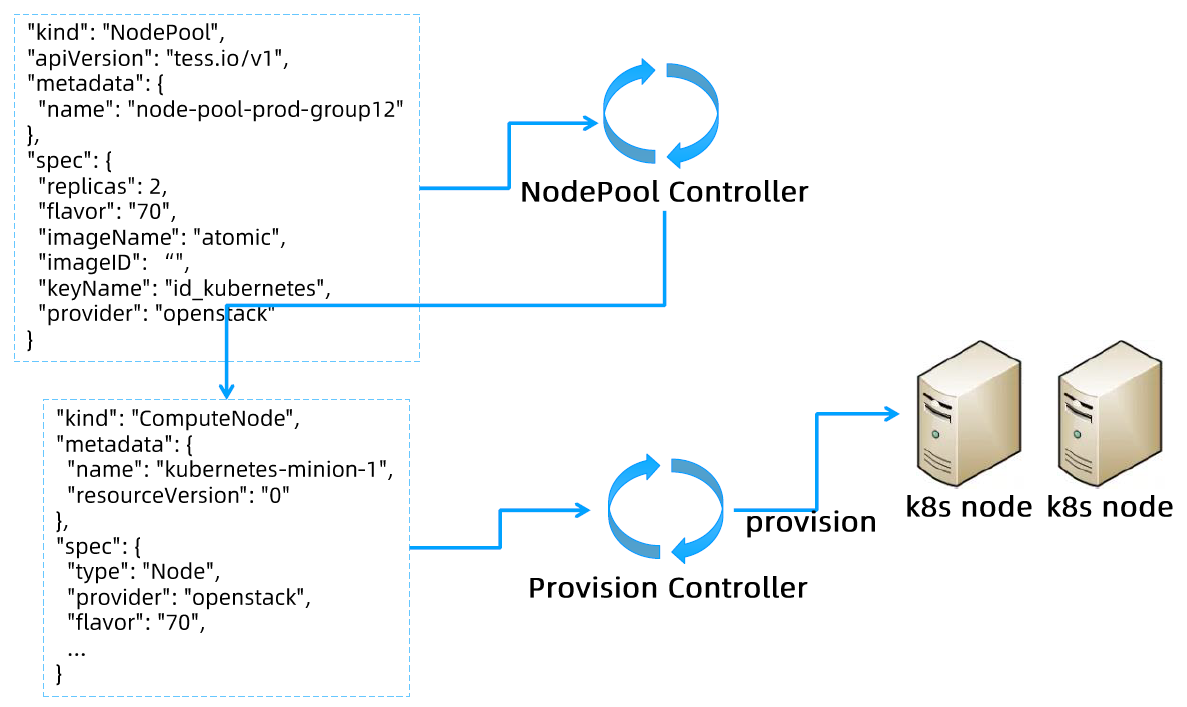 "kind": "NodePool",
"apiVersion": "tess.io/v1",
"metadata": {
"name": "node-pool-prod-group12"
},
"spec": {
"replicas": 2,
"flavor": "70",
"imageName": "atomic",
"imageID": “",
"keyName": "id_kubernetes",
"provider": "openstack"
}
NodePool Controller
"kind": "ComputeNode",
"metadata": {
"name": "kubernetes-minion-1",
"resourceVersion": "0"
},
"spec": {
"type": "Node",
"provider": "openstack",
"flavor": "70",
...
}
Provision Controller
provision
k8s node
k8s node